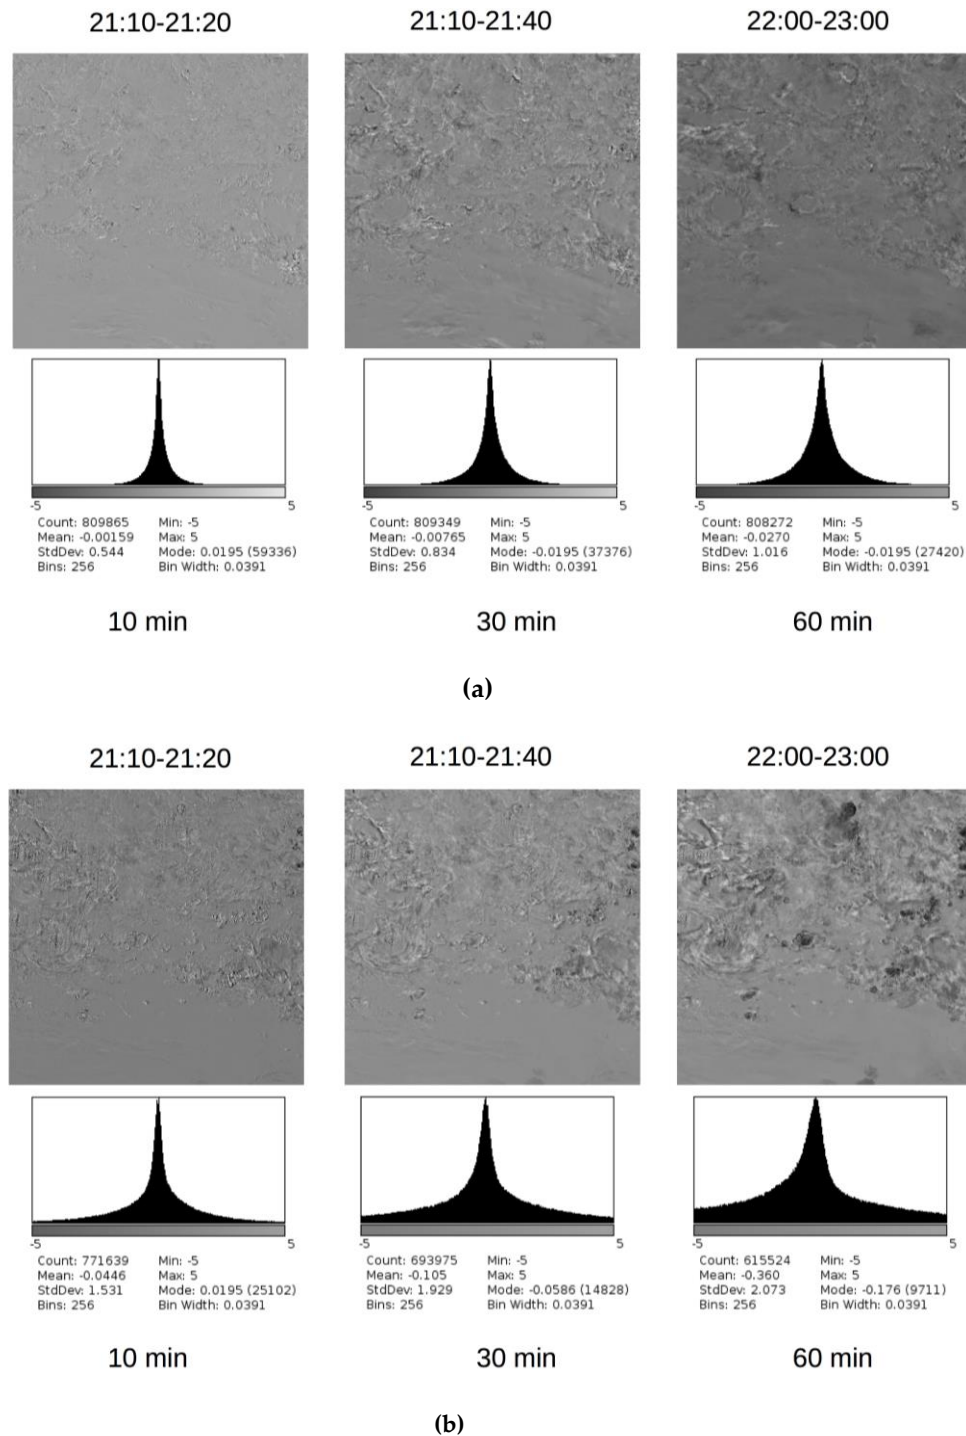 21:10-21:20 21:10-21:40 22:00-23:00
-5 5 -5 5 -5 5
Count: 809865 Min: -5 Count: 809349 Min: -5 Count: 808272 Min: -5
Mean: -0.00159 Max: 5 Mean: -0.00765 Max: 5 Mean: -0.0270 Max: 5
StdDev: 0.544 Mode: 0.0195 (59336) StdDev: 0.834 Mode: -0.0195 (37376) StdDev: 1.016 Mode: -0.0195 (27420)
Bins: 256 Bin Width: 0.0391 Bins: 256 Bin Width: 0.0391 Bins: 256 Bin Width: 0.0391
10 min 30 min 60 min
(a)
21:10-21:20 21:10-21:40 22:00-23:00
-5 5 -5 5 -5 5
Count: 771639 Min: -5 Count: 693975 Min: -5 Count: 615524 Min: -5
Mean: -0.0446 Max: 5 Mean: -0.105 Max: 5 Mean: -0.360 Max: 5
StdDev: 1.531 Mode: 0.0195 (25102) StdDev: 1.929 Mode: -0.0586 (14828) StdDev: 2.073 Mode: -0.176 (9711)
Bins: 256 Bin Width: 0.0391 Bins: 256 Bin Width: 0.0391 Bins: 256 Bin Width: 0.0391
10 min 30 min 60 min
(b)